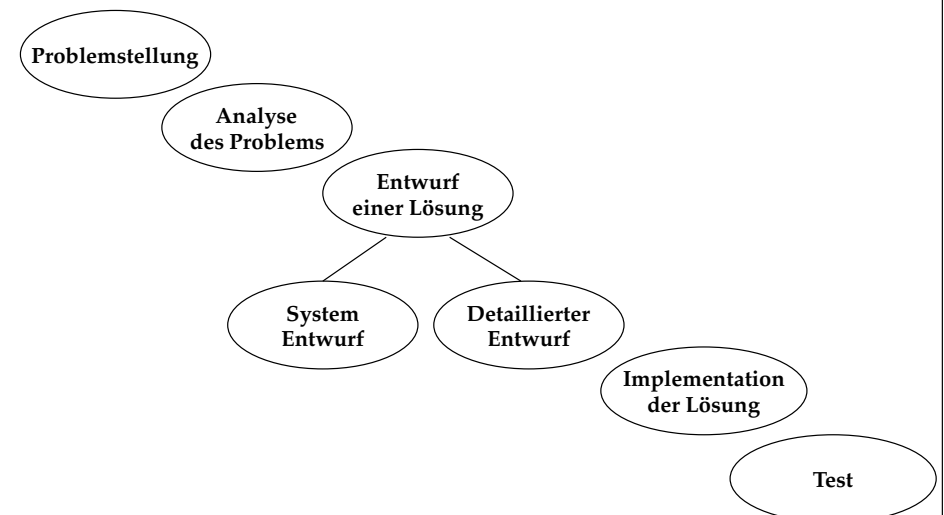 Problemstellung
Analyse
des Problems
Entwurf
einer Lösung
System
Entwurf
Detaillierter
Entwurf
Implementation
der Lösung
Test